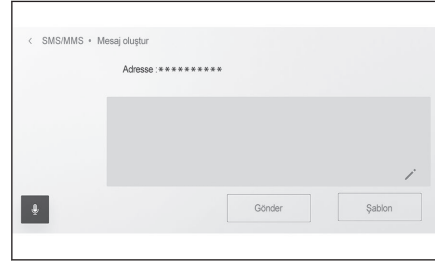 < SMS/MMS • Mesaj oluştur
Adresse :**********
Gönder
Şablon